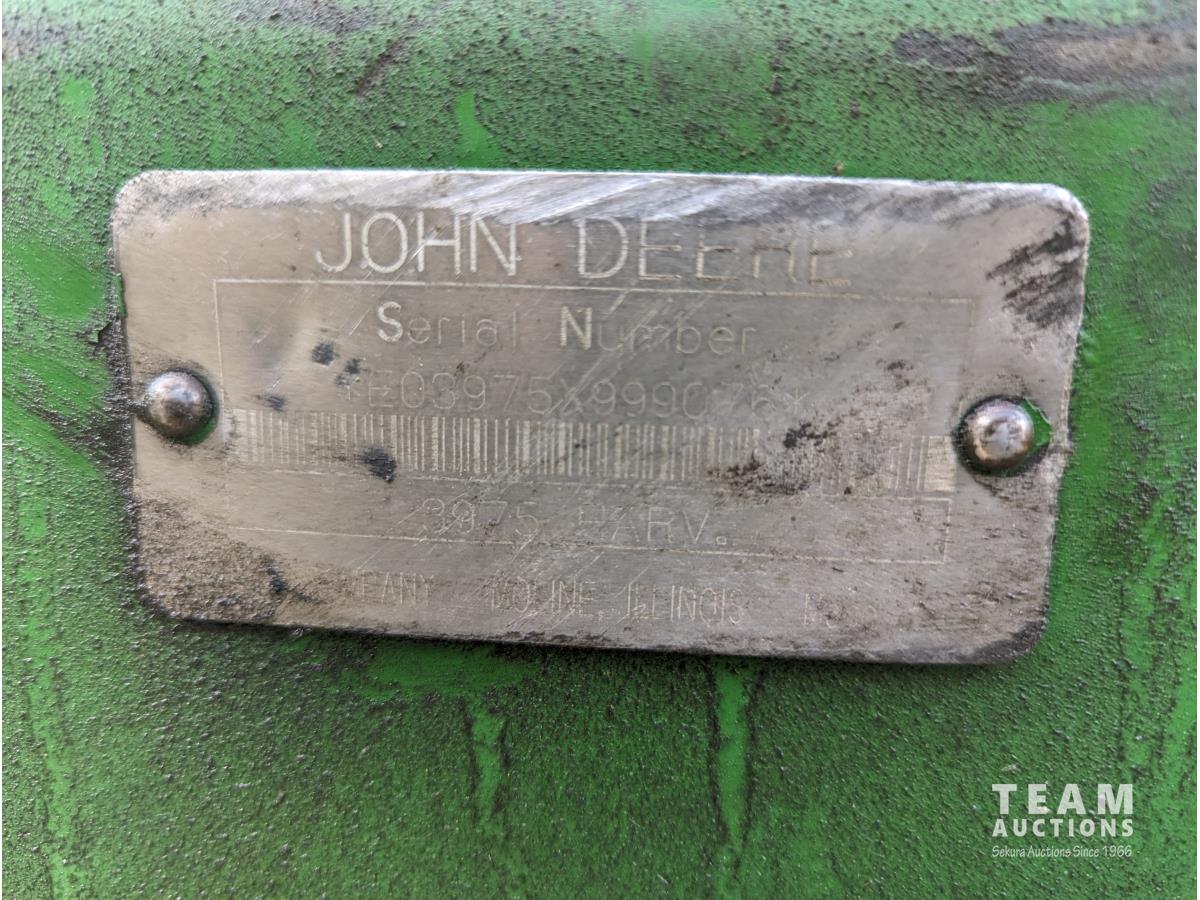 JOHN DEERE
Serial Number
*E03975X999076*
3975 HARV.
MOLINE, ILLINOIS
TEAM
AUCTIONS
Sekura Auctions Since 1966